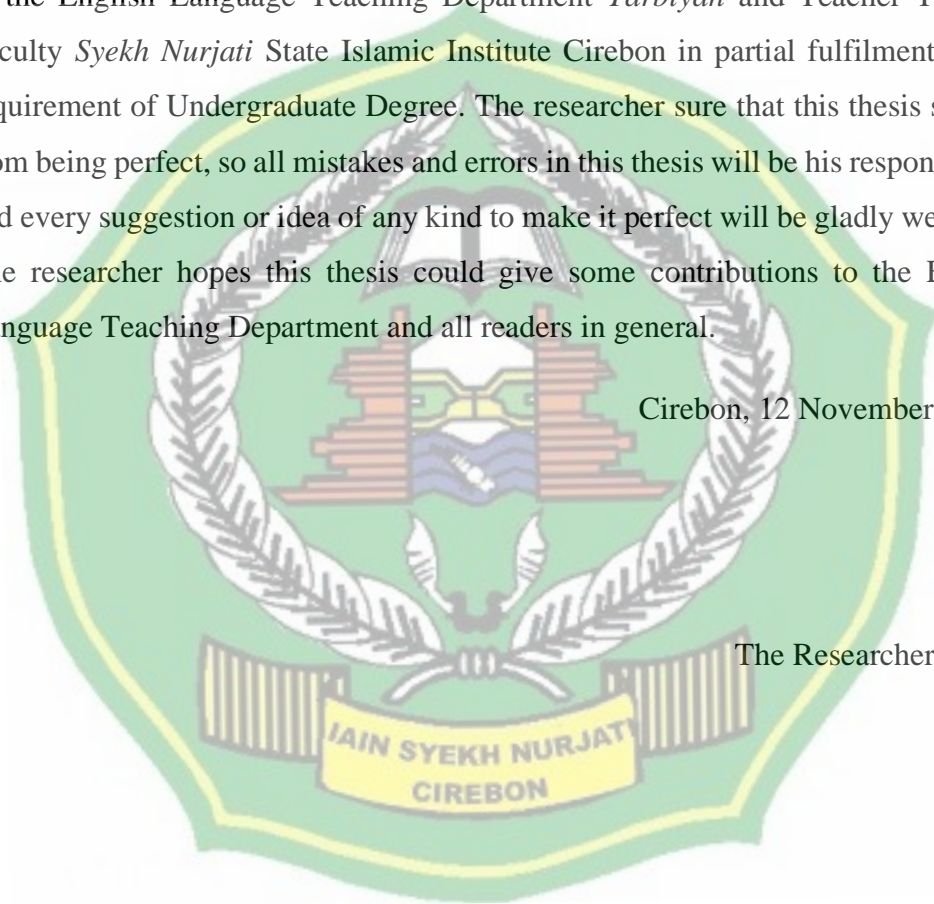 the English Language Teaching Department Tarbiyah and Teacher
culty Syekh Nurjati State Islamic Institute Cirebon in partial fulfilment
quirement of Undergraduate Degree. The researcher sure that this thesis s
om being perfect, so all mistakes and errors in this thesis will be his respon
d every suggestion or idea of any kind to make it perfect will be gladly we
e researcher hopes this thesis could give some contributions to the
nguage Teaching Department and all readers in general.
Cirebon, 12 November
The Researcher
IAIN SYEKH NURJATI
CIREBON